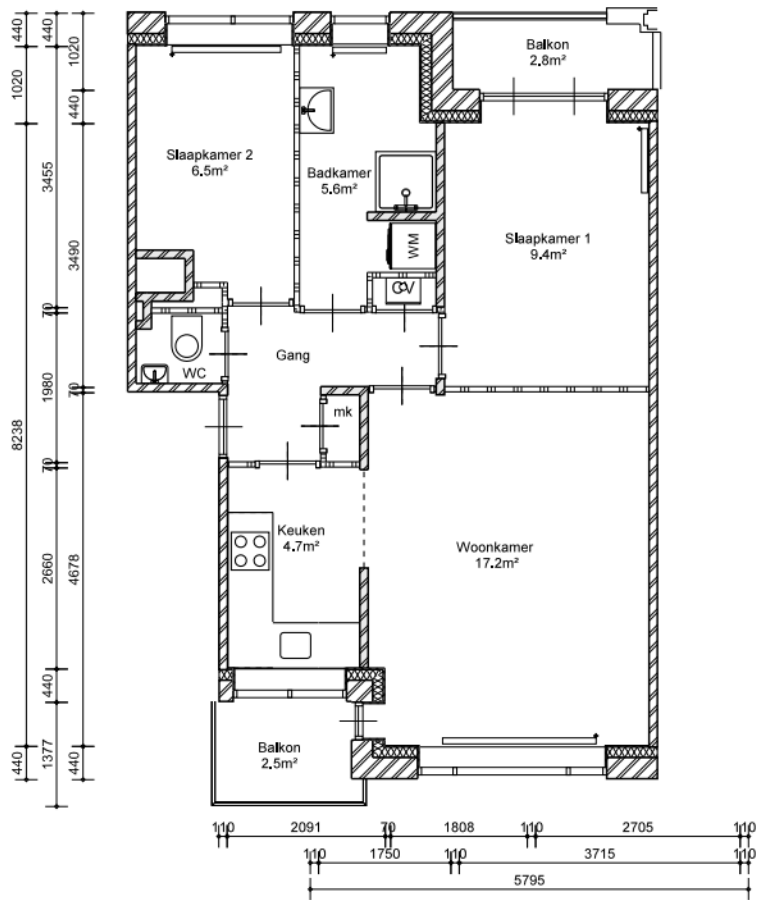 440
1020
8238
440
440
3455
70
1980
70
2660
440
1377
1020
440
3490
70
4678
440
Balkon
2.8m²
Slaapkamer 2
6.5m²
Badkamer
5.6m²
WM
CV
Slaapkamer 1
9.4m²
WC
Gang
mk
Keuken
4.7m²
Woonkamer
17.2m²
Balkon
2.5m²
110 2091 70 1808 110 2705 110
110 1750 110 3715 110
5795